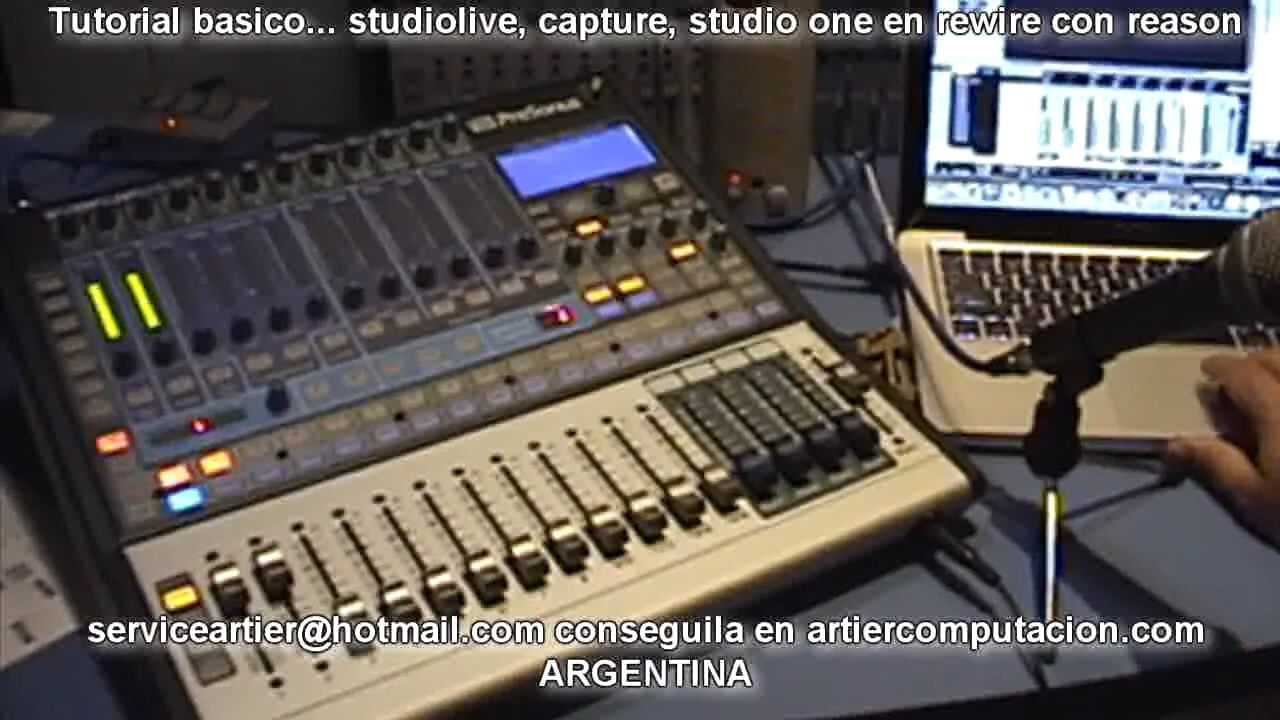 Tutorial basico... studiolive, capture, studio one en rewire con reason
PreSonus
serviceartier@hotmail.com conseguila en artiercomputacion.com
ARGENTINA